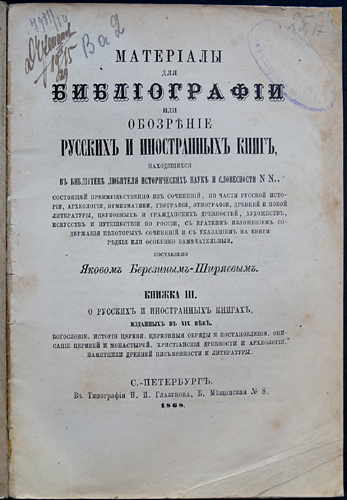 МАТЕРІАЛЫ
для
БИБЛІОГРАФІИ
или
ОБОЗРѢНІЕ
РУССКИХЪ И ИНОСТРАННЫХЪ КНИГЪ,
НАХОДЯЩИХСЯ
ВЪ БИБЛІОТЕКѢ ЛЮБИТЕЛЯ ИСТОРИЧЕСКИХЪ НАУКЪ И СЛОВЕСНОСТИ N N.,
СОСТОЯЩЕЙ ПРЕИМУЩЕСТВЕННО ИЗЪ СОЧИНЕНІЙ, ПО ЧАСТИ РУССКОЙ ИСТО-
РІИ, АРХЕОЛОГІИ, НУМИЗМАТИКИ, ГЕОГРАФІИ, ЭТНОГРАФІИ, ДРЕВНЕЙ И НОВОЙ
ЛИТЕРАТУРЫ, ЦЕРКОВНЫХЪ И ГРАЖДАНСКИХЪ ДРЕВНОСТЕЙ, ХУДОЖЕСТВЪ,
ИСКУССТВЪ И ПУТЕШЕСТВІЙ ПО РОССІИ, СЪ КРАТКИМЪ ИЗЛОЖЕНІЕМЪ СО-
ДЕРЖАНІЯ НѢКОТОРЫХЪ СОЧИНЕНІЙ И СЪ УКАЗАНІЕМЪ НА КНИГИ
РѢДКІЯ ИЛИ ОСОБЕННО ЗАМѢЧАТЕЛЬНЫЯ,
СОСТАВЛЕНО
Яковомъ Березинымъ-Ширяевымъ.
КНИЖКА III.
О РУССКИХЪ И ИНОСТРАННЫХЪ КНИГАХЪ,
ИЗДАННЫХЪ ВЪ XIX ВѢКѢ.
БОГОСЛОВІЕ. ИСТОРІЯ ЦЕРКВИ. ЦЕРКОВНЫЯ ОБРЯДЫ И ПОСТАНОВЛЕНІЯ. ОПИ-
САНІЕ ЦЕРКВЕЙ И МОНАСТЫРЕЙ. ХРИСТІАНСКІЯ ДРЕВНОСТИ И АРХЕОЛОГІЯ.
ПАМЯТНИКИ ДРЕВНЕЙ ПИСЬМЕННОСТИ И ЛИТЕРАТУРЫ.
С.-ПЕТЕРБУРГЪ.
Въ Типографіи И. И. Глазунова, Б. Мѣщанская № 8.
1868.